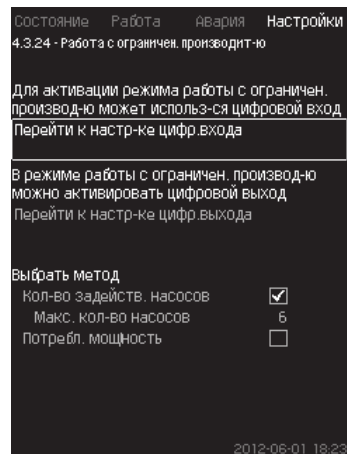 Состояние Работа Авария Настройки
4.3.24 - Работа с ограничен. производит-ю
Для активации режима работы с ограничен.
производ-ю может использ-ся цифровой вход
Перейти к настр-ке цифр.входа
В режиме работы с ограничен. производ-ю
можно активировать цифровой выход
Перейти к настр-ке цифр.выхода
Выбрать метод
Кол-во задейств. насосов
Макс. кол-во насосов 6
Потребл. мощность
2012-06-01 18:23